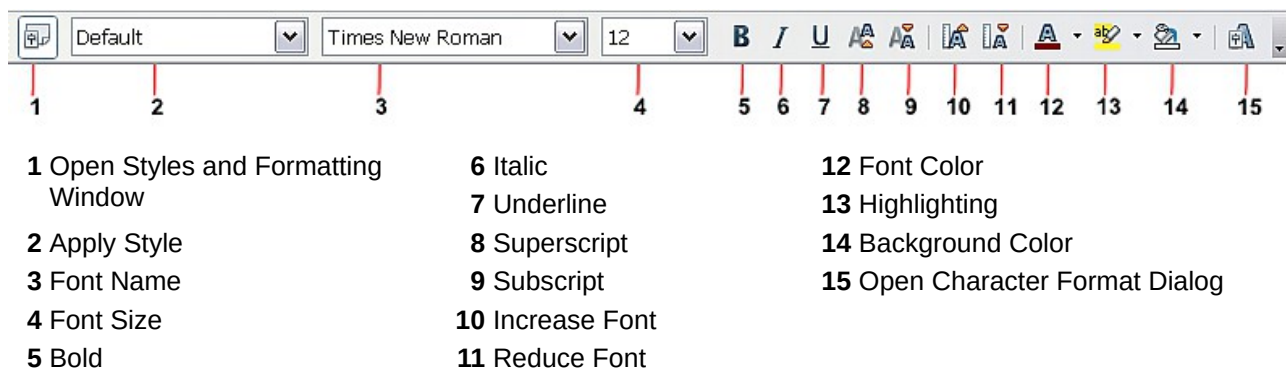 Default Times New Roman 12 B I U A A A A A ab A
1 2 3 4 5 6 7 8 9 10 11 12 13 14 15
1 Open Styles and Formatting
Window
2 Apply Style
3 Font Name
4 Font Size
5 Bold
6 Italic
7 Underline
8 Superscript
9 Subscript
10 Increase Font
11 Reduce Font
12 Font Color
13 Highlighting
14 Background Color
15 Open Character Format Dialog